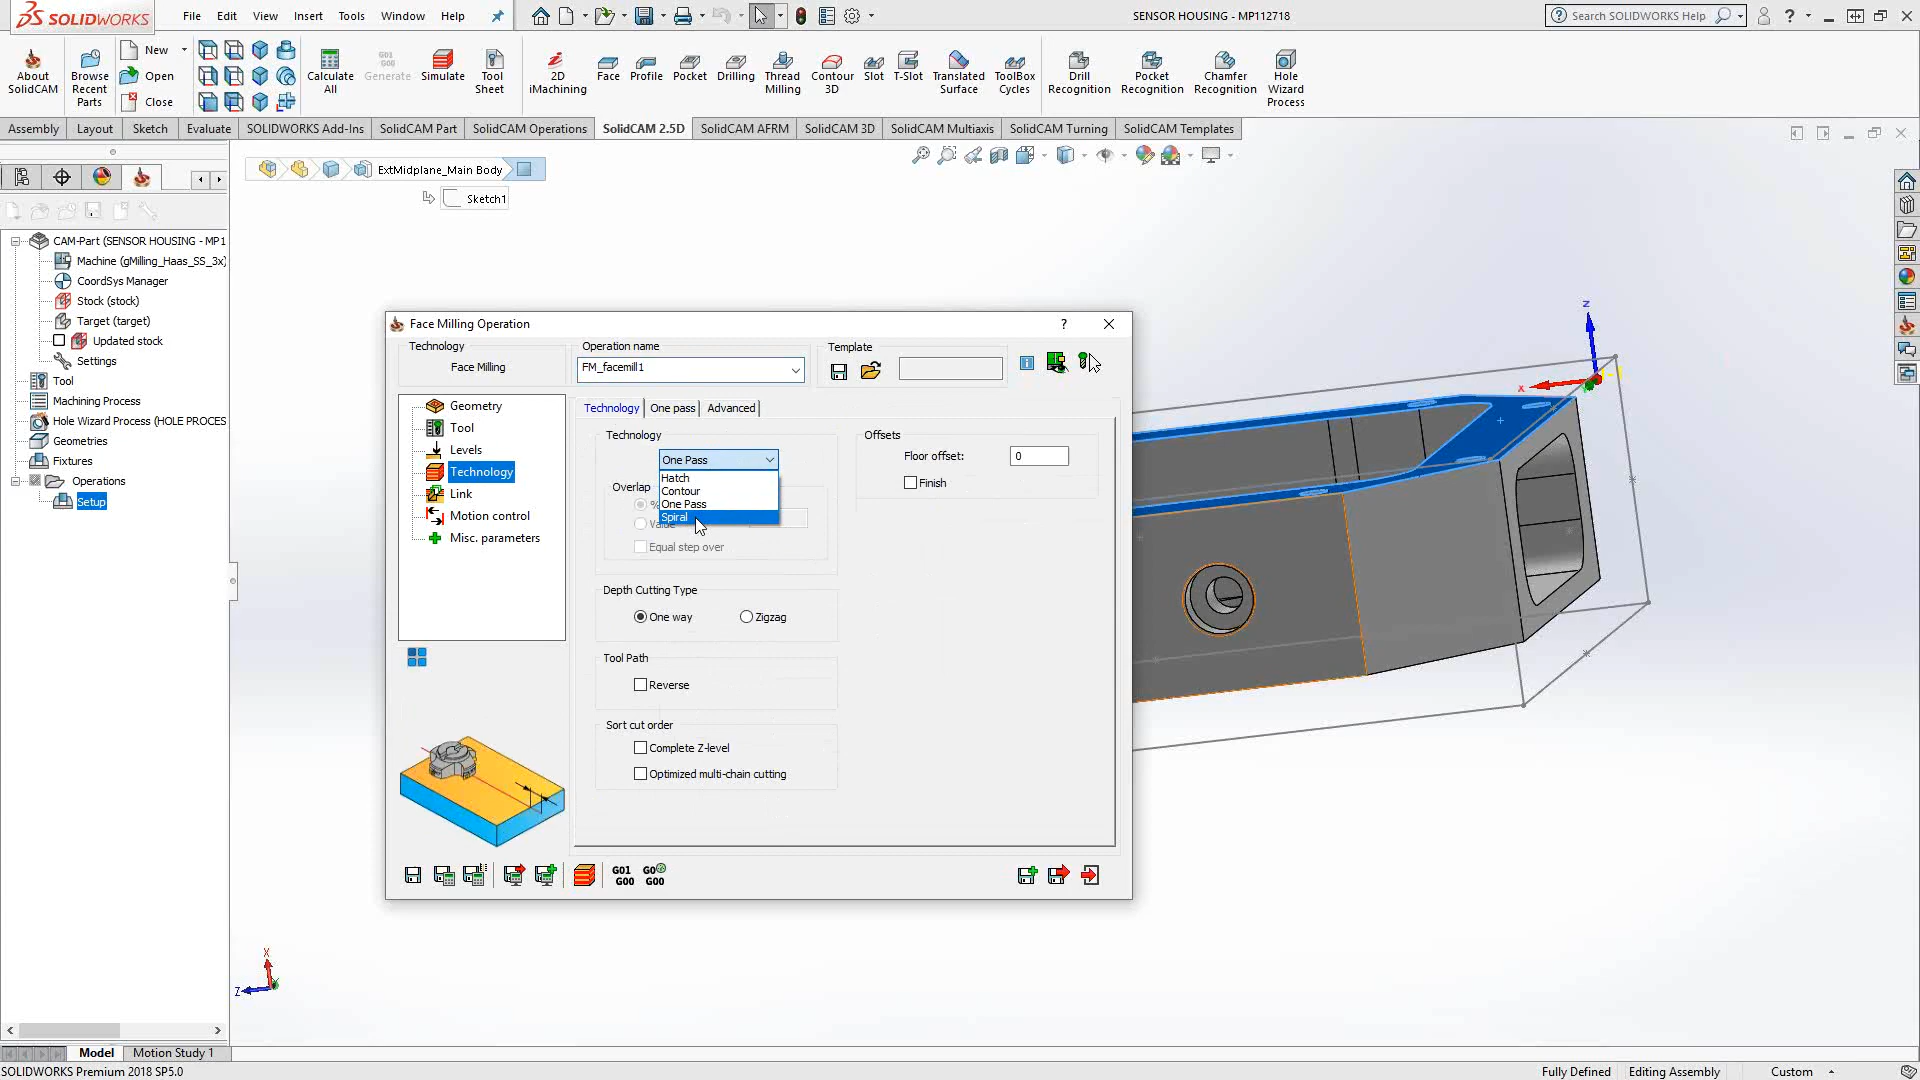 SOLIDWORKS
File Edit View Insert Tools Window Help
SENSOR HOUSING - MP112718
Search SOLIDWORKS Help
About SolidCAM
Browse Recent Parts
New
Open
Close
Calculate All
G01
G00
Generate
Simulate
Tool Sheet
2D iMachining
Face
Profile
Pocket
Drilling
Thread Milling
Contour 3D
Slot
T-Slot
Translated Surface
ToolBox Cycles
Drill Recognition
Pocket Recognition
Chamfer Recognition
Hole Wizard Process
Assembly Layout Sketch Evaluate SOLIDWORKS Add-Ins SolidCAM Part SolidCAM Operations SolidCAM 2.5D SolidCAM AFRM SolidCAM 3D SolidCAM Multiaxis SolidCAM Turning SolidCAM Templates
ExtMidplane_Main Body
Sketch1
CAM-Part (SENSOR HOUSING - MP1
Machine (gMilling_Haas_SS_3x)
CoordSys Manager
Stock (stock)
Target (target)
Updated stock
Settings
Tool
Machining Process
Hole Wizard Process (HOLE PROCES
Geometries
Fixtures
Operations
Setup
Face Milling Operation
?
Technology
Face Milling
Operation name
FM_facemill1
Template
Geometry
Tool
Levels
Technology
Link
Motion control
Misc. parameters
Technology One pass Advanced
Technology
One Pass
Hatch
Contour
One Pass
Spiral
Overlap
%
Value
Equal step over
Offsets
Floor offset: 0
Finish
Depth Cutting Type
One way Zigzag
Tool Path
Reverse
Sort cut order
Complete Z-level
Optimized multi-chain cutting
G01
G00
G0
G00
Z
X
X
Z
Model Motion Study 1
SOLIDWORKS Premium 2018 SP5.0
Fully Defined Editing Assembly Custom